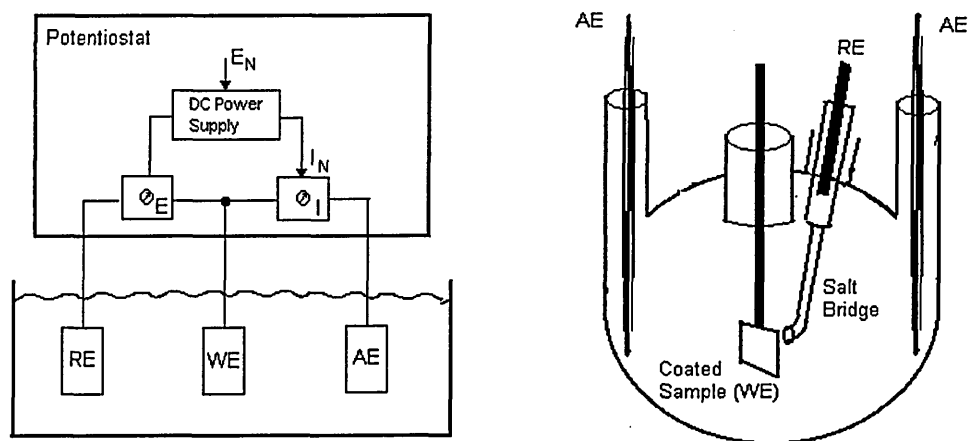 Potentiostat
E_N
DC Power
Supply
I_N
E
I
RE
WE
AE
AE
RE
AE
Salt
Bridge
Coated
Sample (WE)